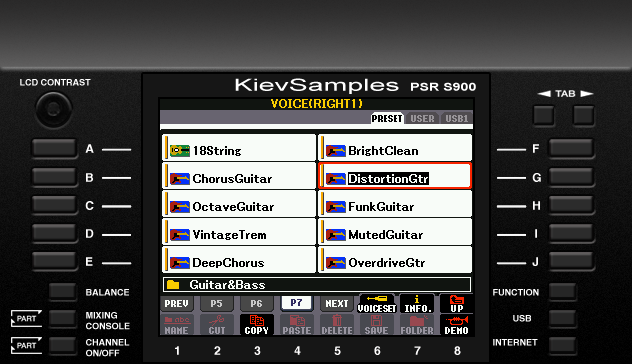 LCD CONTRAST
KievSamples PSR S900
TAB
VOICE(RIGHT1)
PRESET USER USB1
A
B
C
D
E
18String
ChorusGuitar
OctaveGuitar
VintageTrem
DeepChorus
BrightClean
DistortionGtr
FunkGuitar
MutedGuitar
OverdriveGtr
F
G
H
I
J
Guitar&Bass
BALANCE
PREV P5 P6 P7 NEXT VOICESET INFO. UP
FUNCTION
PART MIXING CONSOLE
NAME CUT COPY PASTE DELETE SAVE FOLDER DEMO
USB
PART CHANNEL ON/OFF
INTERNET
1 2 3 4 5 6 7 8